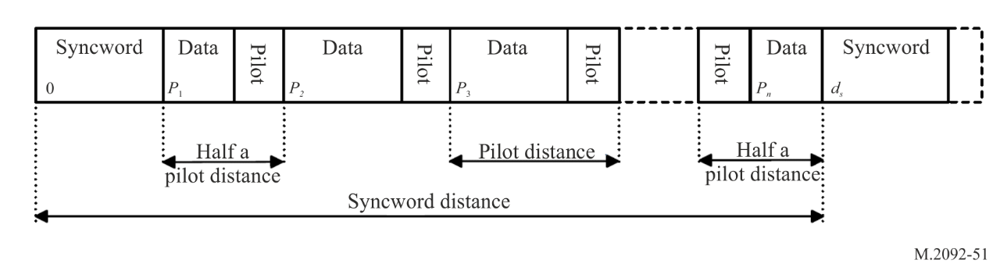 Syncword Data Pilot Data Pilot Data Pilot Pilot Data Syncword
0 P1 P2 P3 Pn ds
Half a
pilot distance
Pilot distance
Half a
pilot distance
Syncword distance
M.2092-51